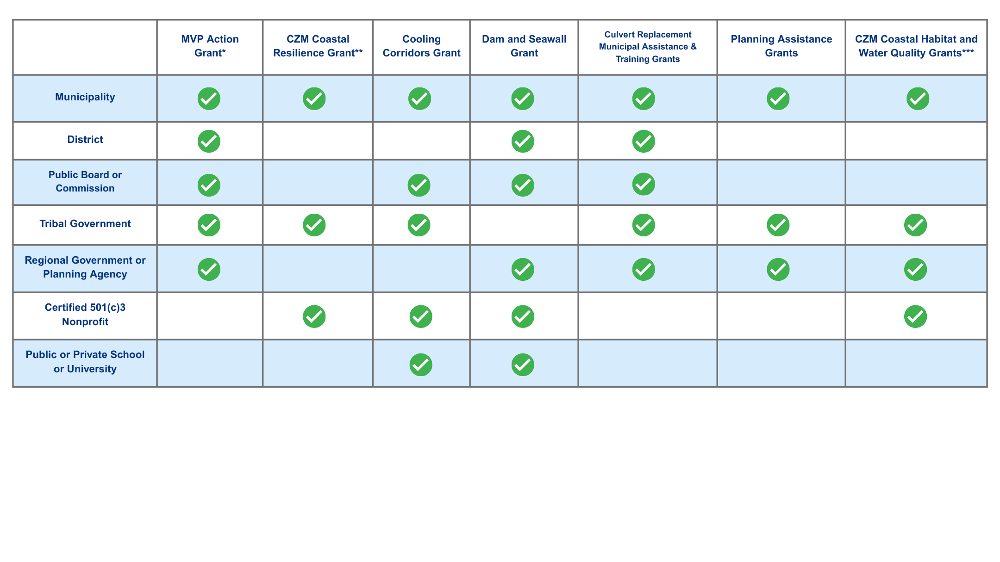 MVP Action
Grant*
CZM Coastal
Resilience Grant**
Cooling
Corridors Grant
Dam and Seawall
Grant
Culvert Replacement
Municipal Assistance &
Training Grants
Planning Assistance
Grants
CZM Coastal Habitat and
Water Quality Grants***
Municipality
District
Public Board or
Commission
Tribal Government
Regional Government or
Planning Agency
Certified 501(c)3
Nonprofit
Public or Private School
or University